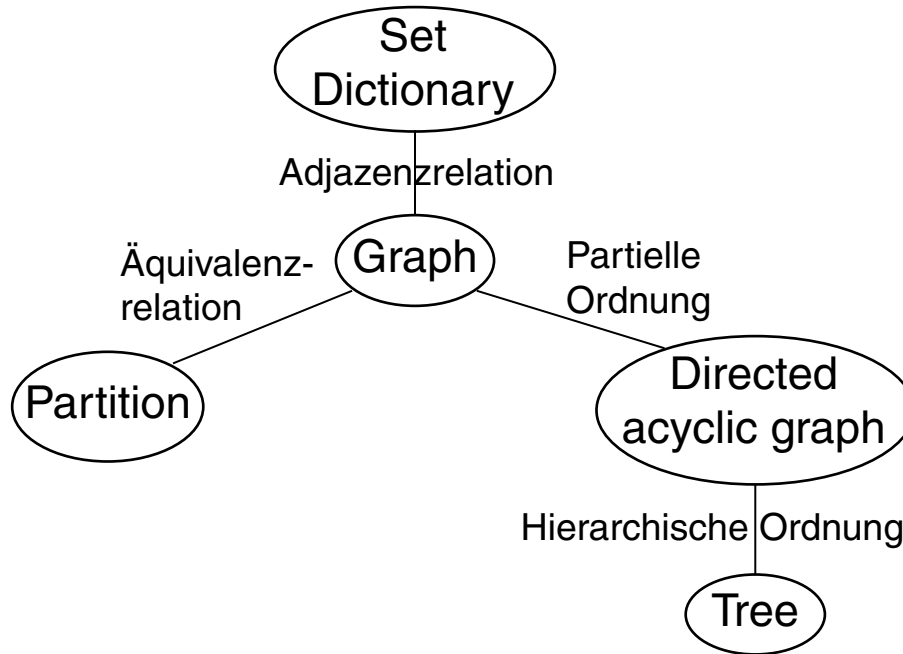 Set
Dictionary
Adjazenzrelation
Graph
Äquivalenz-
relation
Partielle
Ordnung
Partition
Directed
acyclic graph
Hierarchische Ordnung
Tree